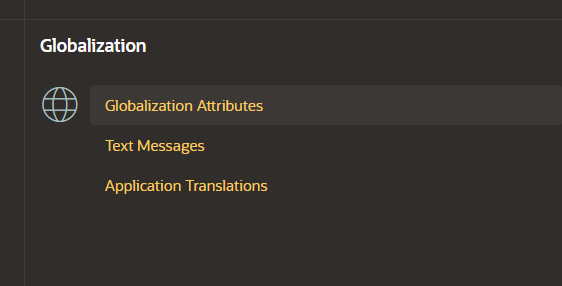 Globalization
Globalization Attributes
Text Messages
Application Translations